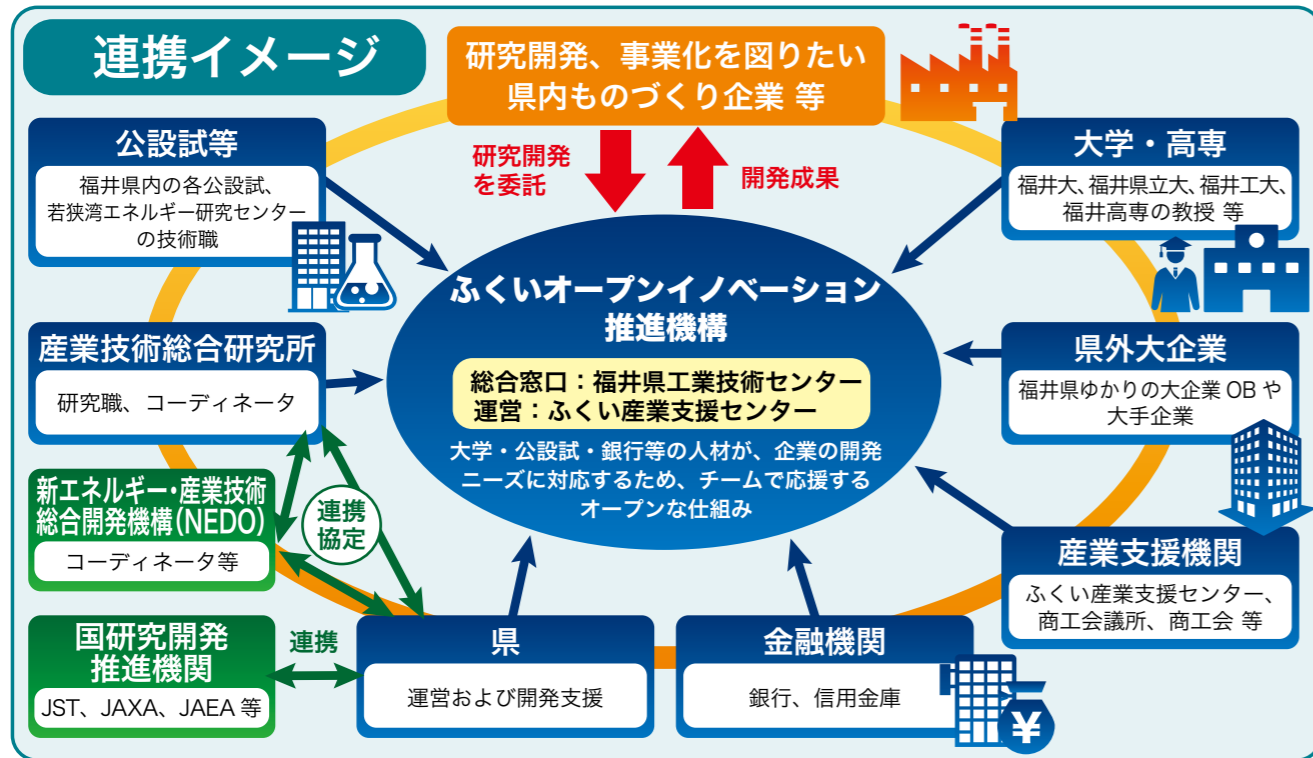 連携イメージ
研究開発、事業化を図りたい
県内ものづくり企業 等
研究開発
を委託
開発成果
公設試等
福井県内の各公設試、
若狭湾エネルギー研究センター
の技術職
大学・高専
福井大、福井県立大、福井工大、
福井高専の教授 等
ふくいオープンイノベーション
推進機構
総合窓口：福井県工業技術センター
運営：ふくい産業支援センター
大学・公設試・銀行等の人材が、企業の開発
ニーズに対応するため、チームで応援する
オープンな仕組み
産業技術総合研究所
研究職、コーディネータ
県外大企業
福井県ゆかりの大企業 OB や
大手企業
新エネルギー・産業技術
総合開発機構（NEDO）
コーディネータ等
連携
協定
産業支援機関
ふくい産業支援センター、
商工会議所、商工会 等
国研究開発
推進機関
JST、JAXA、JAEA 等
連携
県
運営および開発支援
金融機関
銀行、信用金庫
¥